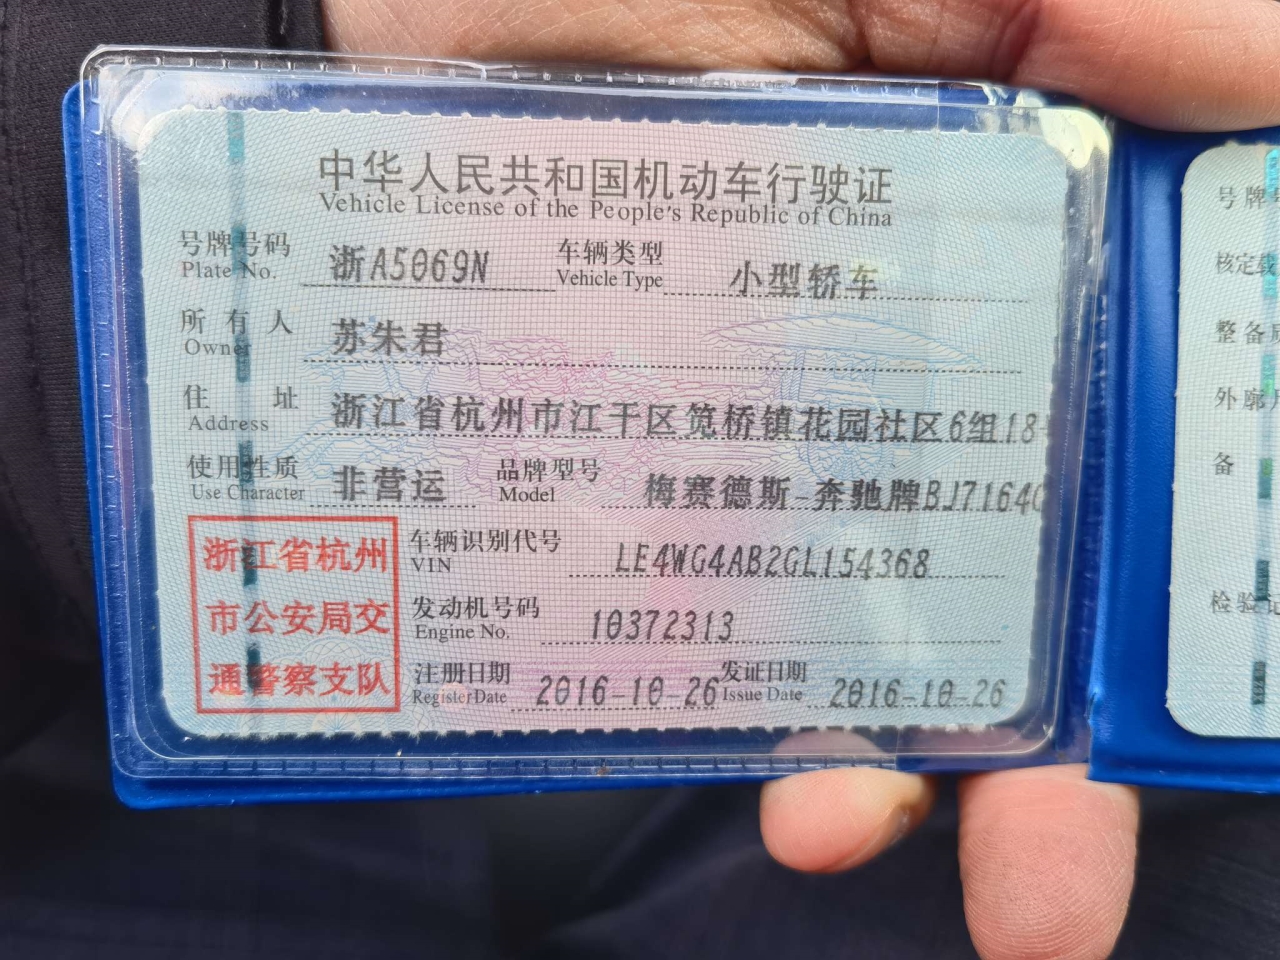 中华人民共和国机动车行驶证
Vehicle License of the People's Republic of China
号牌号码 浙A5069N 车辆类型 小型轿车
Plate No. Vehicle Type
所有人 苏朱君
Owner
住址 浙江省杭州市江干区笕桥镇花园社区6组18
Address
使用性质 非营运 品牌型号 梅赛德斯-奔驰牌BJ7164
Use Character Model
浙江省杭州
市公安局交
通警察支队
车辆识别代号 LE4WG4AB2GL154368
VIN
发动机号码 10372313
Engine No.
注册日期 2016-10-26 发证日期 2016-10-26
Register Date Issue Date
号牌
核定载
整备
外廓
备
检验